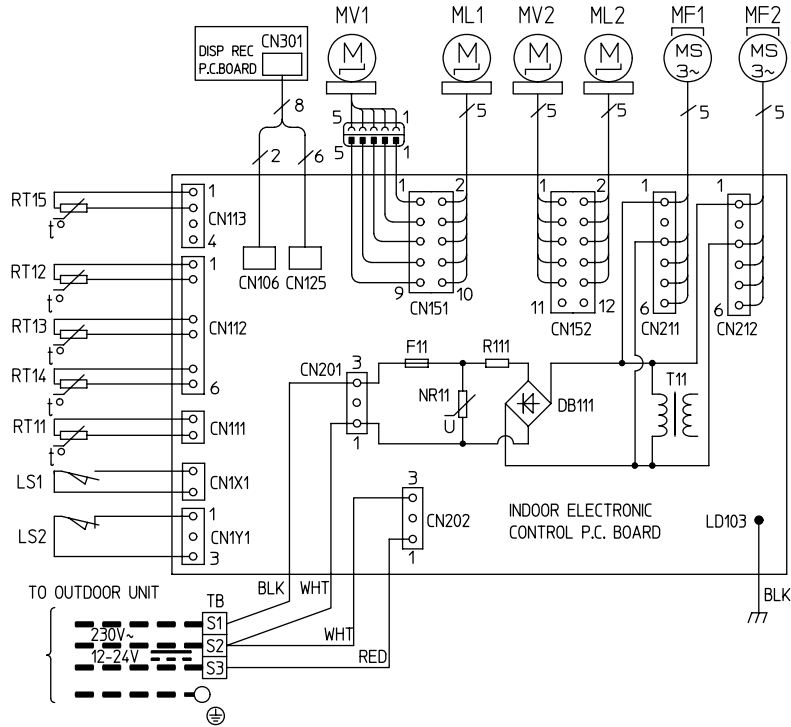 MV1 ML1 MV2 ML2 MF1 MF2
CN301
DISP REC
P.C.BOARD
M M M M MS 3~ MS 3~
8
5 1
5 5 5 5 5
2 6
5 1
RT15
t°
1
CN113
4
CN106 CN125
1 2
9 10
CN151
1 2
11 12
CN152
1
6
CN211
1
6
CN212
RT12
t°
1
RT13
t°
CN112
RT14
t°
6
RT11
t°
CN111
LS1
CN1X1
LS2
1
CN1Y1
3
CN201
3
1
F11
R111
NR11
U
DB111
T11
3
CN202
1
INDOOR ELECTRONIC
CONTROL P.C. BOARD
LD103
BLK
TO OUTDOOR UNIT
TB
BLK WHT
S1
230V~
S2
WHT
12-24V
S3
RED